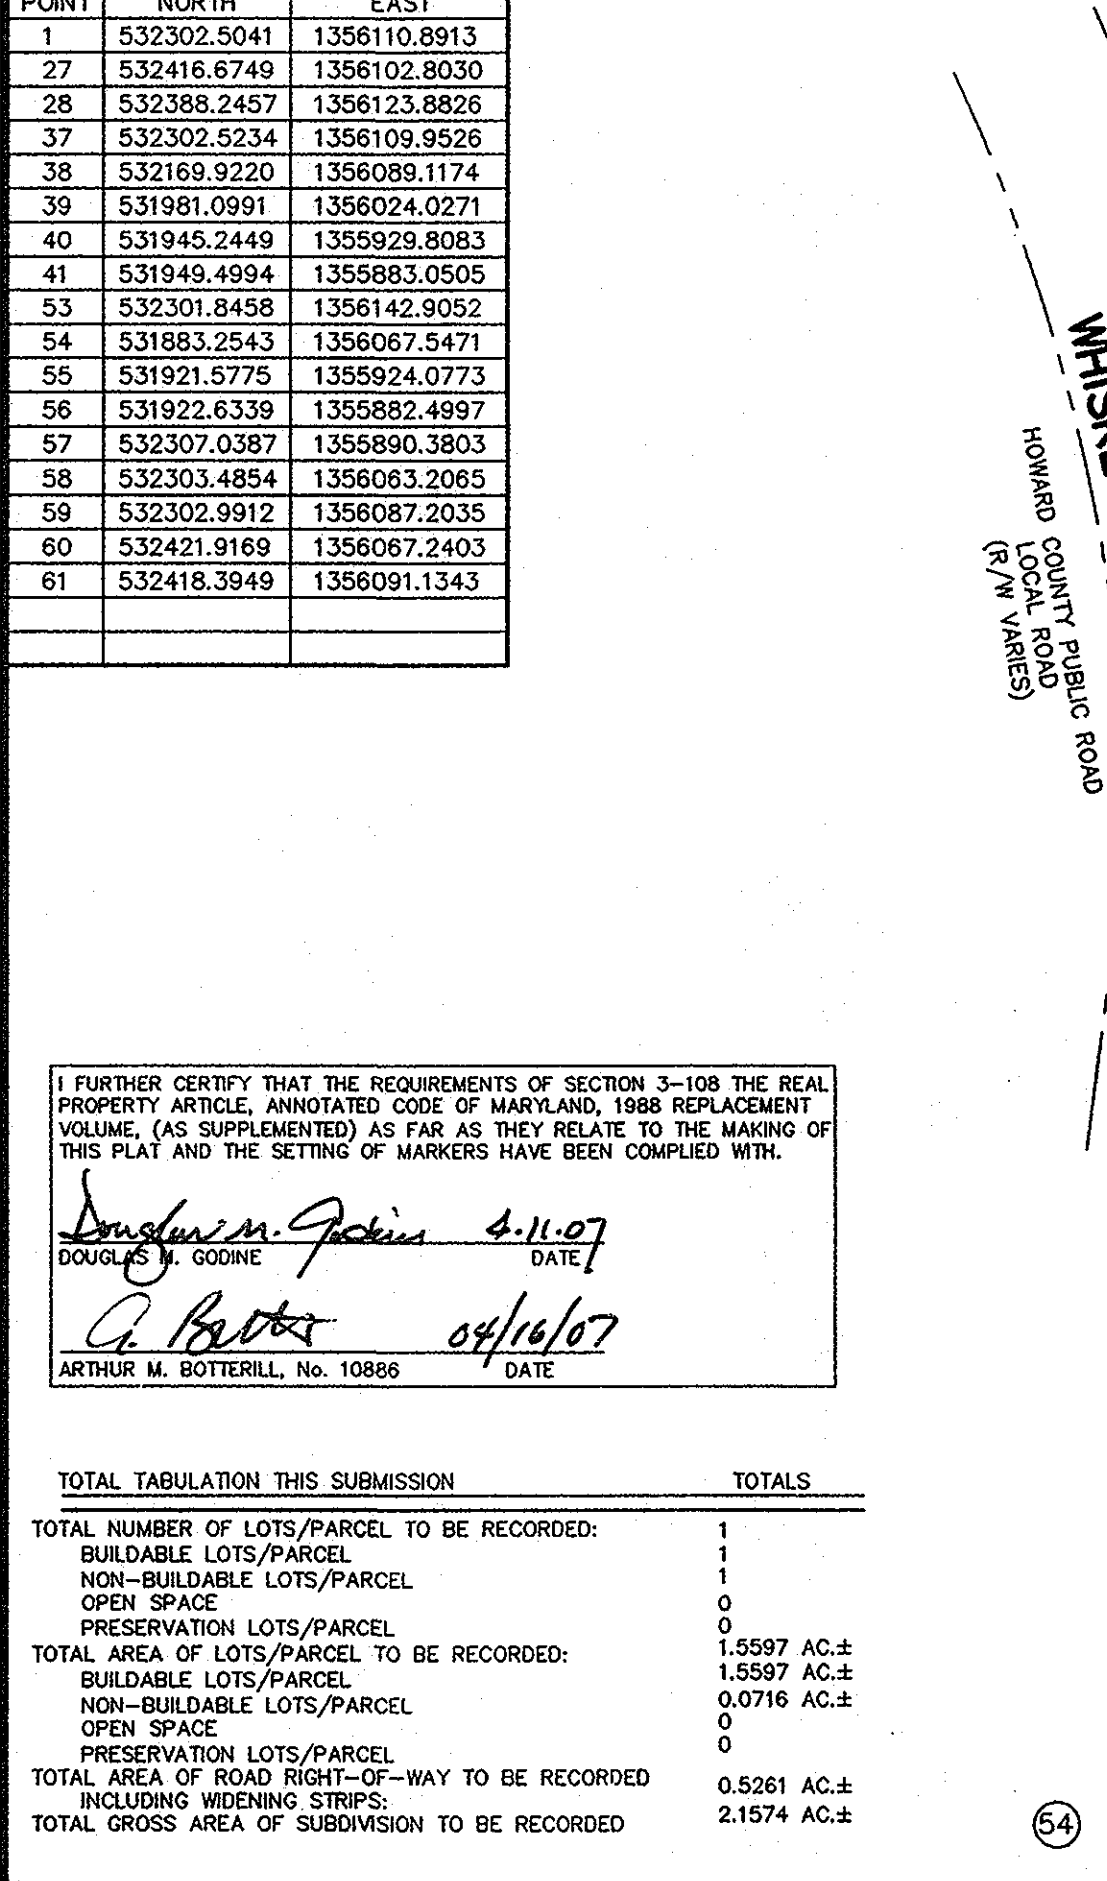 POINT NORTH EAST
1 532302.5041 1356110.8913
27 532416.6749 1356102.8030
28 532388.2457 1356123.8826
37 532302.5234 1356109.9526
38 532169.9220 1356089.1174
39 531981.0991 1356024.0271
40 531945.2449 1355929.8083
41 531949.4994 1355883.0505
53 532301.8458 1356142.9052
54 531883.2543 1356067.5471
55 531921.5775 1355924.0773
56 531922.6339 1355882.4997
57 532307.0387 1355890.3803
58 532303.4854 1356063.2065
59 532302.9912 1356087.2035
60 532421.9169 1356067.2403
61 532418.3949 1356091.1343
HOWARD COUNTY PUBLIC ROAD
LOCAL ROAD
(R/W VARIES)
I FURTHER CERTIFY THAT THE REQUIREMENTS OF SECTION 3-108 THE REAL
PROPERTY ARTICLE, ANNOTATED CODE OF MARYLAND, 1988 REPLACEMENT
VOLUME, (AS SUPPLEMENTED) AS FAR AS THEY RELATE TO THE MAKING OF
THIS PLAT AND THE SETTING OF MARKERS HAVE BEEN COMPLIED WITH.
Douglas M. Godine 4.11.07
DOUGLAS M. GODINE DATE
A. Botter 04/16/07
ARTHUR M. BOTTERILL, No. 10886 DATE
TOTAL TABULATION THIS SUBMISSION TOTALS
TOTAL NUMBER OF LOTS/PARCEL TO BE RECORDED: 1
BUILDABLE LOTS/PARCEL 1
NON-BUILDABLE LOTS/PARCEL 1
OPEN SPACE 0
PRESERVATION LOTS/PARCEL 0
TOTAL AREA OF LOTS/PARCEL TO BE RECORDED: 1.5597 AC.±
BUILDABLE LOTS/PARCEL 1.5597 AC.±
NON-BUILDABLE LOTS/PARCEL 0.0716 AC.±
OPEN SPACE 0
PRESERVATION LOTS/PARCEL 0
TOTAL AREA OF ROAD RIGHT-OF-WAY TO BE RECORDED
INCLUDING WIDENING STRIPS: 0.5261 AC.±
TOTAL GROSS AREA OF SUBDIVISION TO BE RECORDED 2.1574 AC.±
54